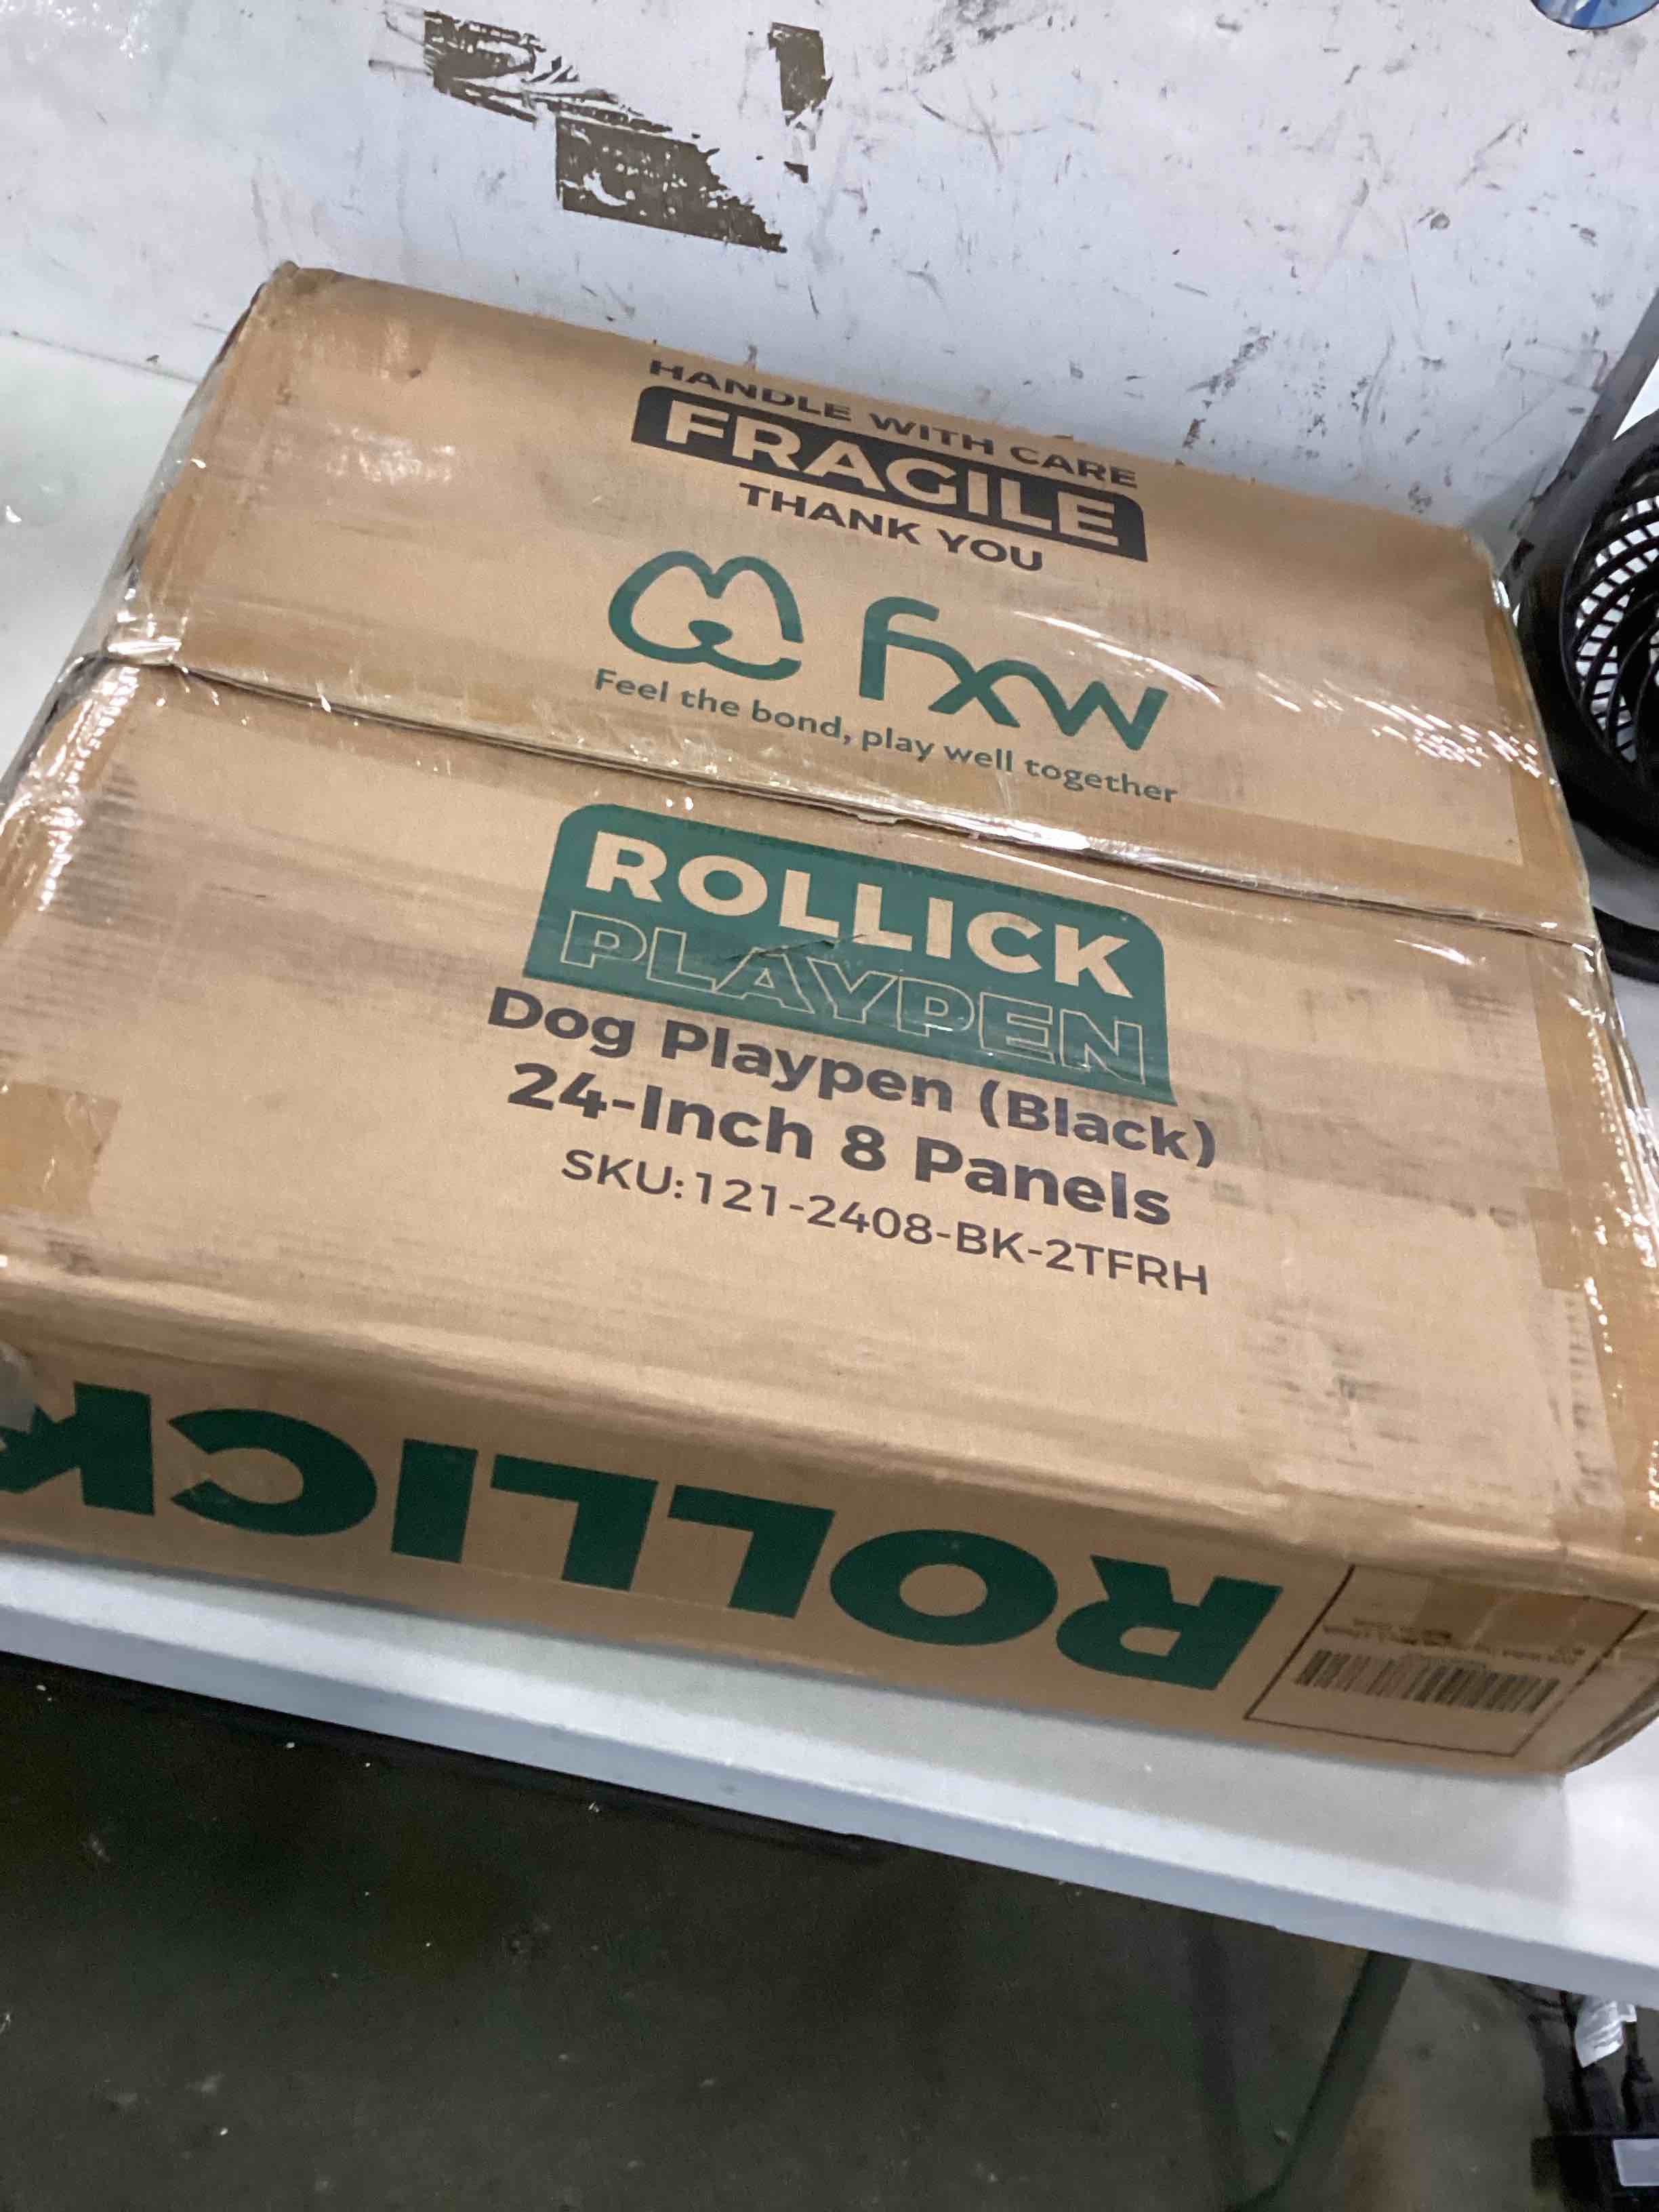 HANDLE WITH CARE
FRAGILE
THANK YOU
fxw
Feel the bond, play well together
ROLLICK
PLAYPEN
Dog Playpen (Black)
24-Inch 8 Panels
SKU:121-2408-BK-2TFRH
ROLLICK